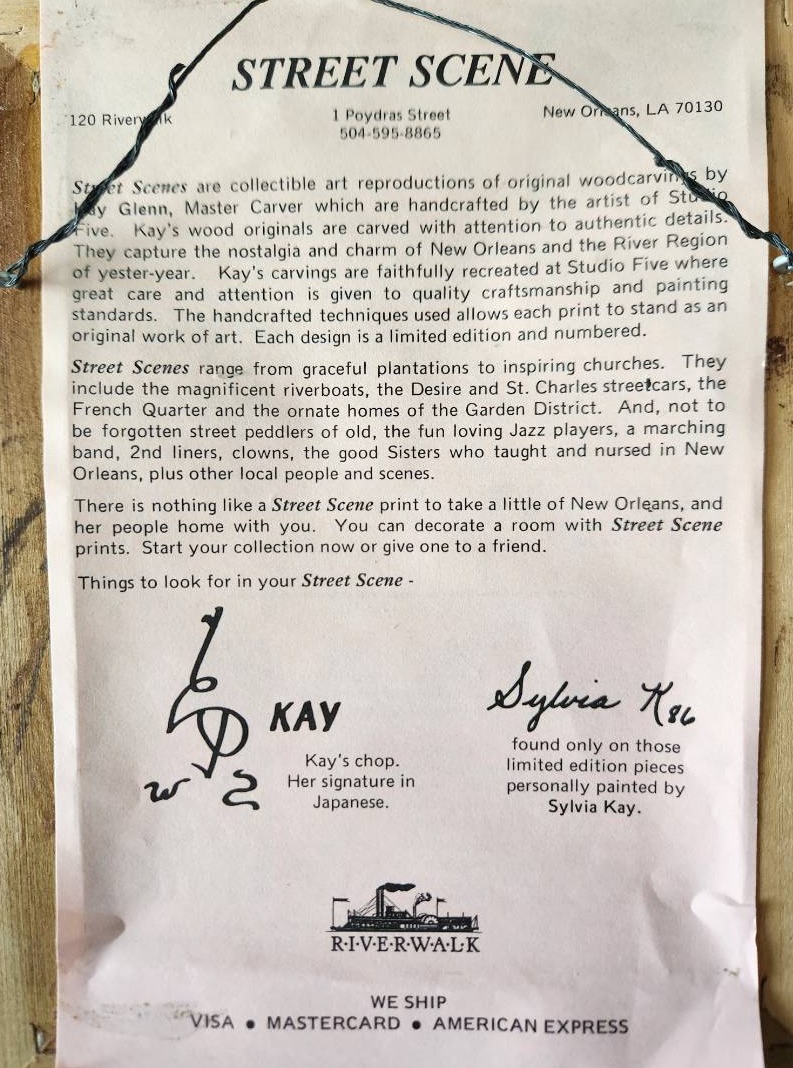 STREET SCENE
120 Riverwalk 1 Poydras Street New Orleans, LA 70130
504-595-8865
Street Scenes are collectible art reproductions of original woodcarvings by
Kay Glenn, Master Carver which are handcrafted by the artist of Studio
Five. Kay's wood originals are carved with attention to authentic details.
They capture the nostalgia and charm of New Orleans and the River Region
of yester-year. Kay's carvings are faithfully recreated at Studio Five where
great care and attention is given to quality craftsmanship and painting
standards. The handcrafted techniques used allows each print to stand as an
original work of art. Each design is a limited edition and numbered.
Street Scenes range from graceful plantations to inspiring churches. They
include the magnificent riverboats, the Desire and St. Charles streetcars, the
French Quarter and the ornate homes of the Garden District. And, not to
be forgotten street peddlers of old, the fun loving Jazz players, a marching
band, 2nd liners, clowns, the good Sisters who taught and nursed in New
Orleans, plus other local people and scenes.
There is nothing like a Street Scene print to take a little of New Orleans, and
her people home with you. You can decorate a room with Street Scene
prints. Start your collection now or give one to a friend.
Things to look for in your Street Scene -
KAY
Kay's chop.
Her signature in
Japanese.
Sylvia K 86
found only on those
limited edition pieces
personally painted by
Sylvia Kay.
R·I·V·E·R·W·A·L·K
WE SHIP
VISA • MASTERCARD • AMERICAN EXPRESS